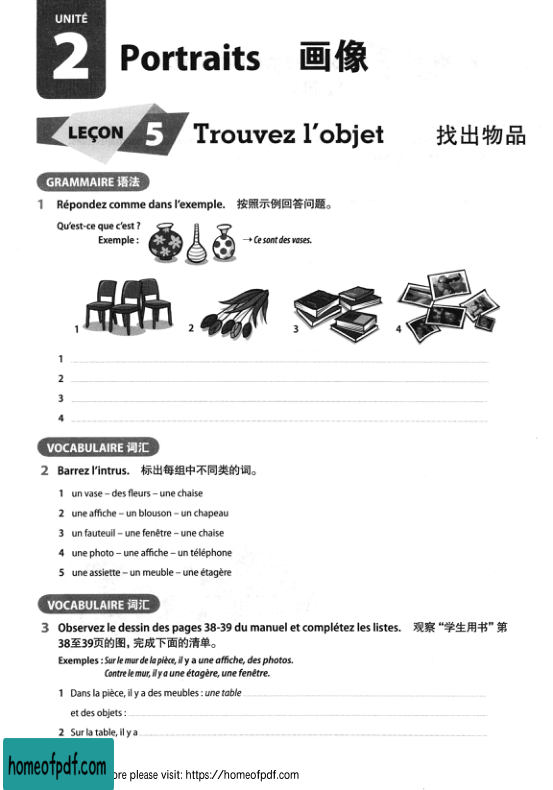 UNITÉ
2
Portraits 画像
LEÇON 5 Trouvez l'objet 找出物品
GRAMMAIRE 语法
1 Répondez comme dans l'exemple. 按照示例回答问题。
Qu'est-ce que c'est ?
Exemple : → Ce sont des vases.
1 2 3 4
1
2
3
4
VOCABULAIRE 词汇
2 Barrez l'intrus. 标出每组中不同类的词。
1 un vase – des fleurs – une chaise
2 une affiche – un blouson – un chapeau
3 un fauteuil – une fenêtre – une chaise
4 une photo – une affiche – un téléphone
5 une assiette – un meuble – une étagère
VOCABULAIRE 词汇
3 Observez le dessin des pages 38-39 du manuel et complétez les listes. 观察“学生用书”第
38至39页的图，完成下面的清单。
Exemples : Sur le mur de la pièce, il y a une affiche, des photos.
Contre le mur, il y a une étagère, une fenêtre.
1 Dans la pièce, il y a des meubles : une table
et des objets :
2 Sur la table, il y a
homeofpdf.com
ore please visit: https://homeofpdf.com